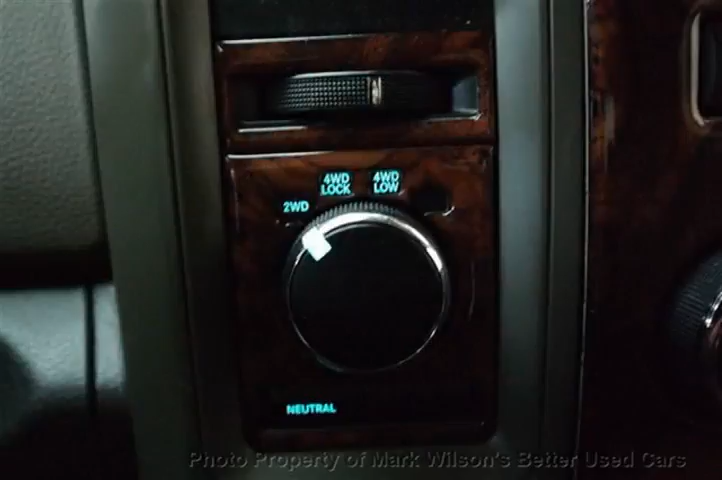 4WD LOCK
4WD LOW
2WD
NEUTRAL
Photo Property of Mark Wilson's Better Used Cars